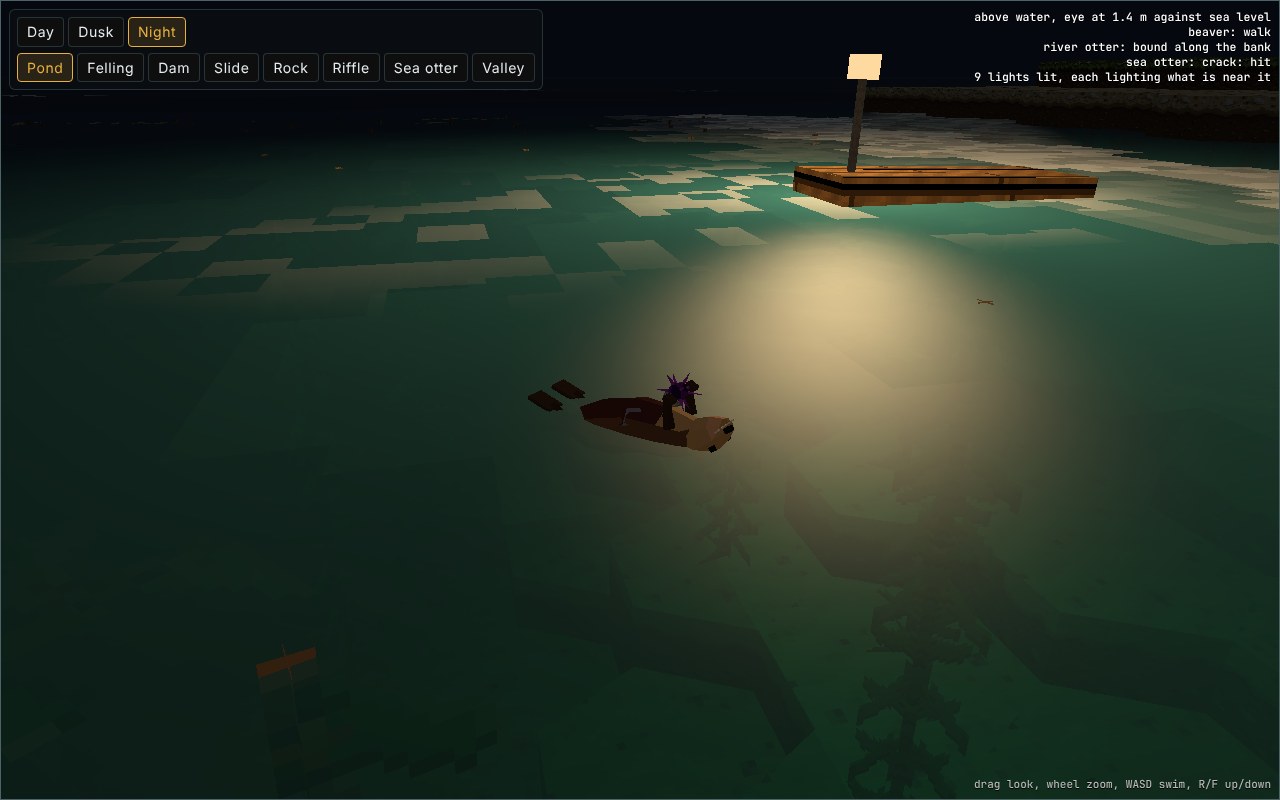 Day Dusk Night
Pond Felling Dam Slide Rock Riffle Sea otter Valley
above water, eye at 1.4 m against sea level
beaver: walk
river otter: bound along the bank
sea otter: crack: hit
9 lights lit, each lighting what is near it
drag look, wheel zoom, WASD swim, R/F up/down